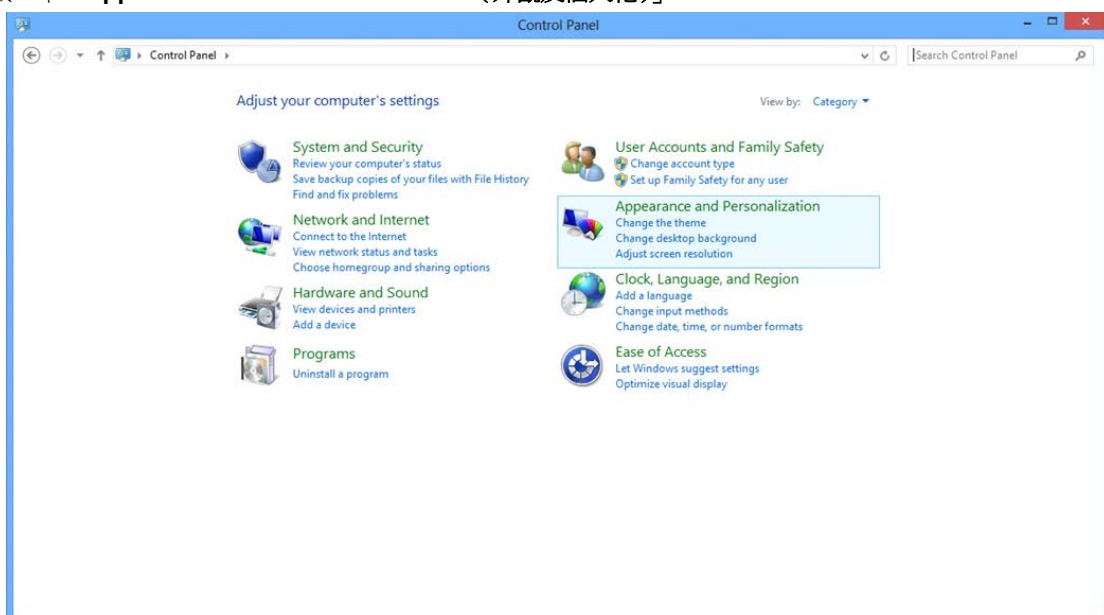 Control Panel
Control Panel
Search Control Panel
Adjust your computer's settings
View by: Category
System and Security
Review your computer's status
Save backup copies of your files with File History
Find and fix problems
Network and Internet
Connect to the Internet
View network status and tasks
Choose homegroup and sharing options
Hardware and Sound
View devices and printers
Add a device
Programs
Uninstall a program
User Accounts and Family Safety
Change account type
Set up Family Safety for any user
Appearance and Personalization
Change the theme
Change desktop background
Adjust screen resolution
Clock, Language, and Region
Add a language
Change input methods
Change date, time, or number formats
Ease of Access
Let Windows suggest settings
Optimize visual display